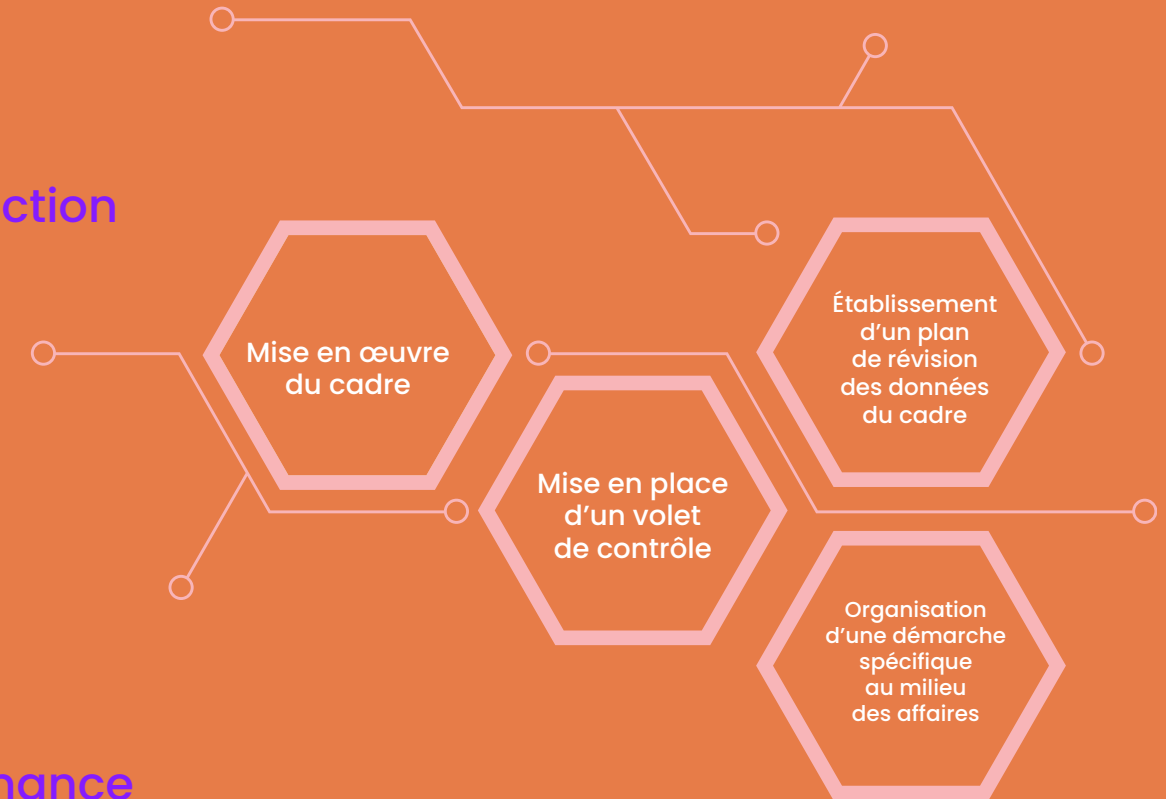 ction
Mise en œuvre
du cadre
Mise en place
d’un volet
de contrôle
Établissement
d’un plan
de révision
des données
du cadre
Organisation
d’une démarche
spécifique
au milieu
des affaires
nance